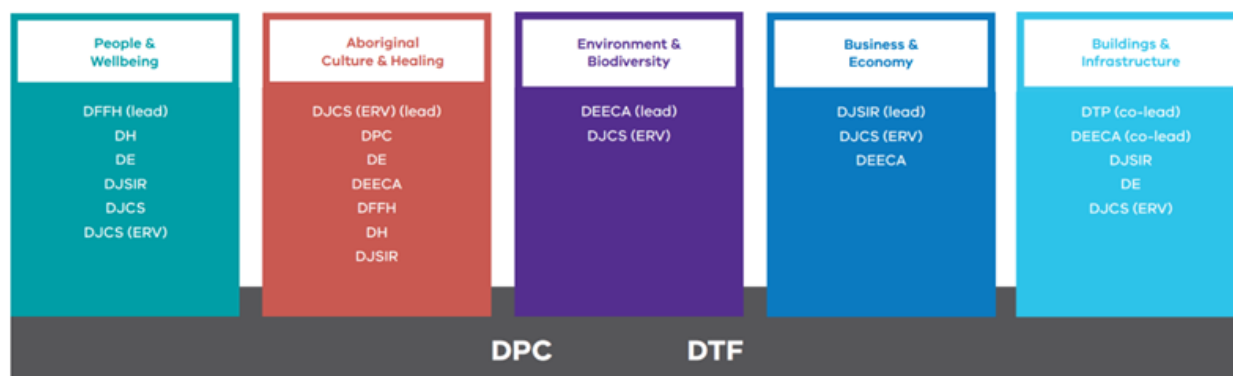 People &
Wellbeing
DFFH (lead)
DH
DE
DJSIR
DJCS
DJCS (ERV)
Aboriginal
Culture & Healing
DJCS (ERV) (lead)
DPC
DE
DEECA
DFFH
DH
DJSIR
Environment &
Biodiversity
DEECA (lead)
DJCS (ERV)
Business &
Economy
DJSIR (lead)
DJCS (ERV)
DEECA
Buildings &
Infrastructure
DTP (co-lead)
DEECA (co-lead)
DJSIR
DE
DJCS (ERV)
DPC DTF